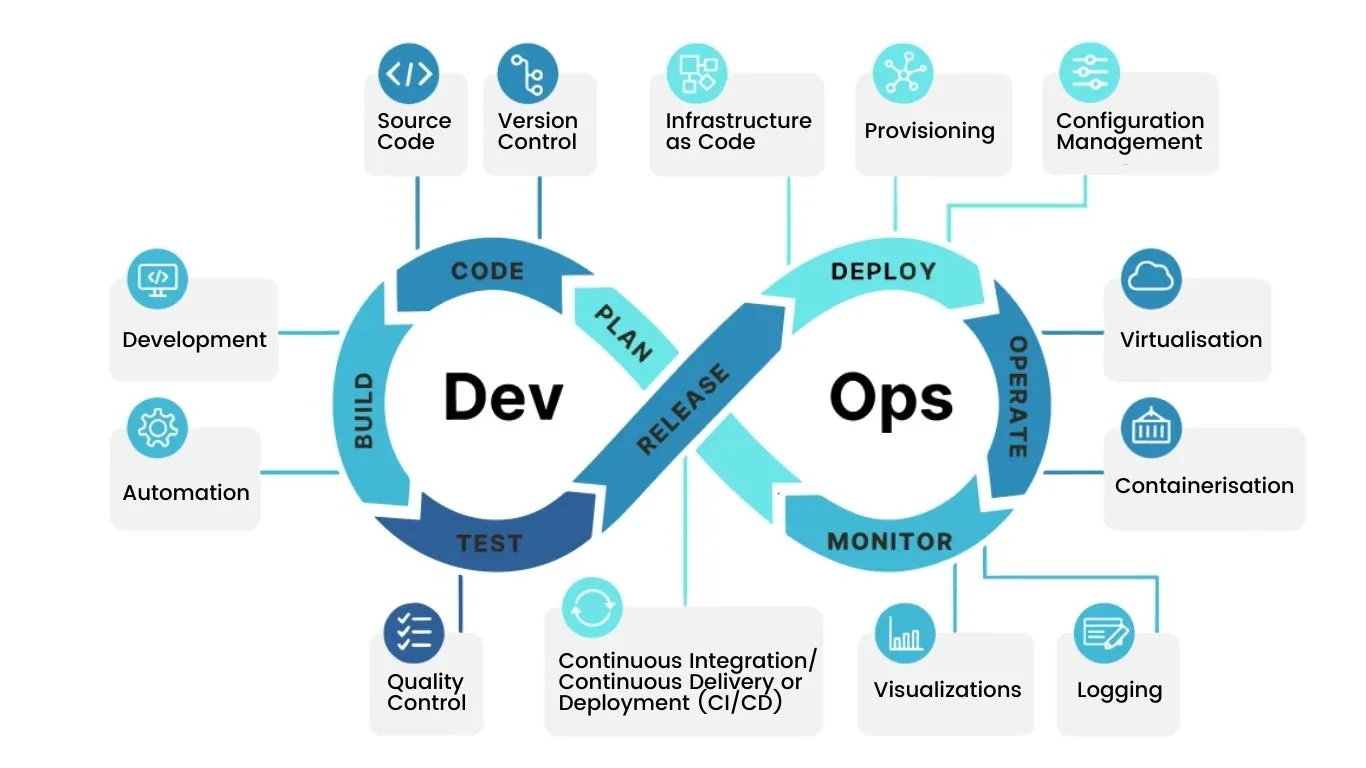 Source
Code
Version
Control
Infrastructure
as Code
Provisioning
Configuration
Management
CODE
DEPLOY
PLAN
Development
Virtualisation
OPERATE
BUILD
Dev
RELEASE
Ops
Automation
Containerisation
TEST
MONITOR
Quality
Control
Continuous Integration/
Continuous Delivery or
Deployment (CI/CD)
Visualizations
Logging